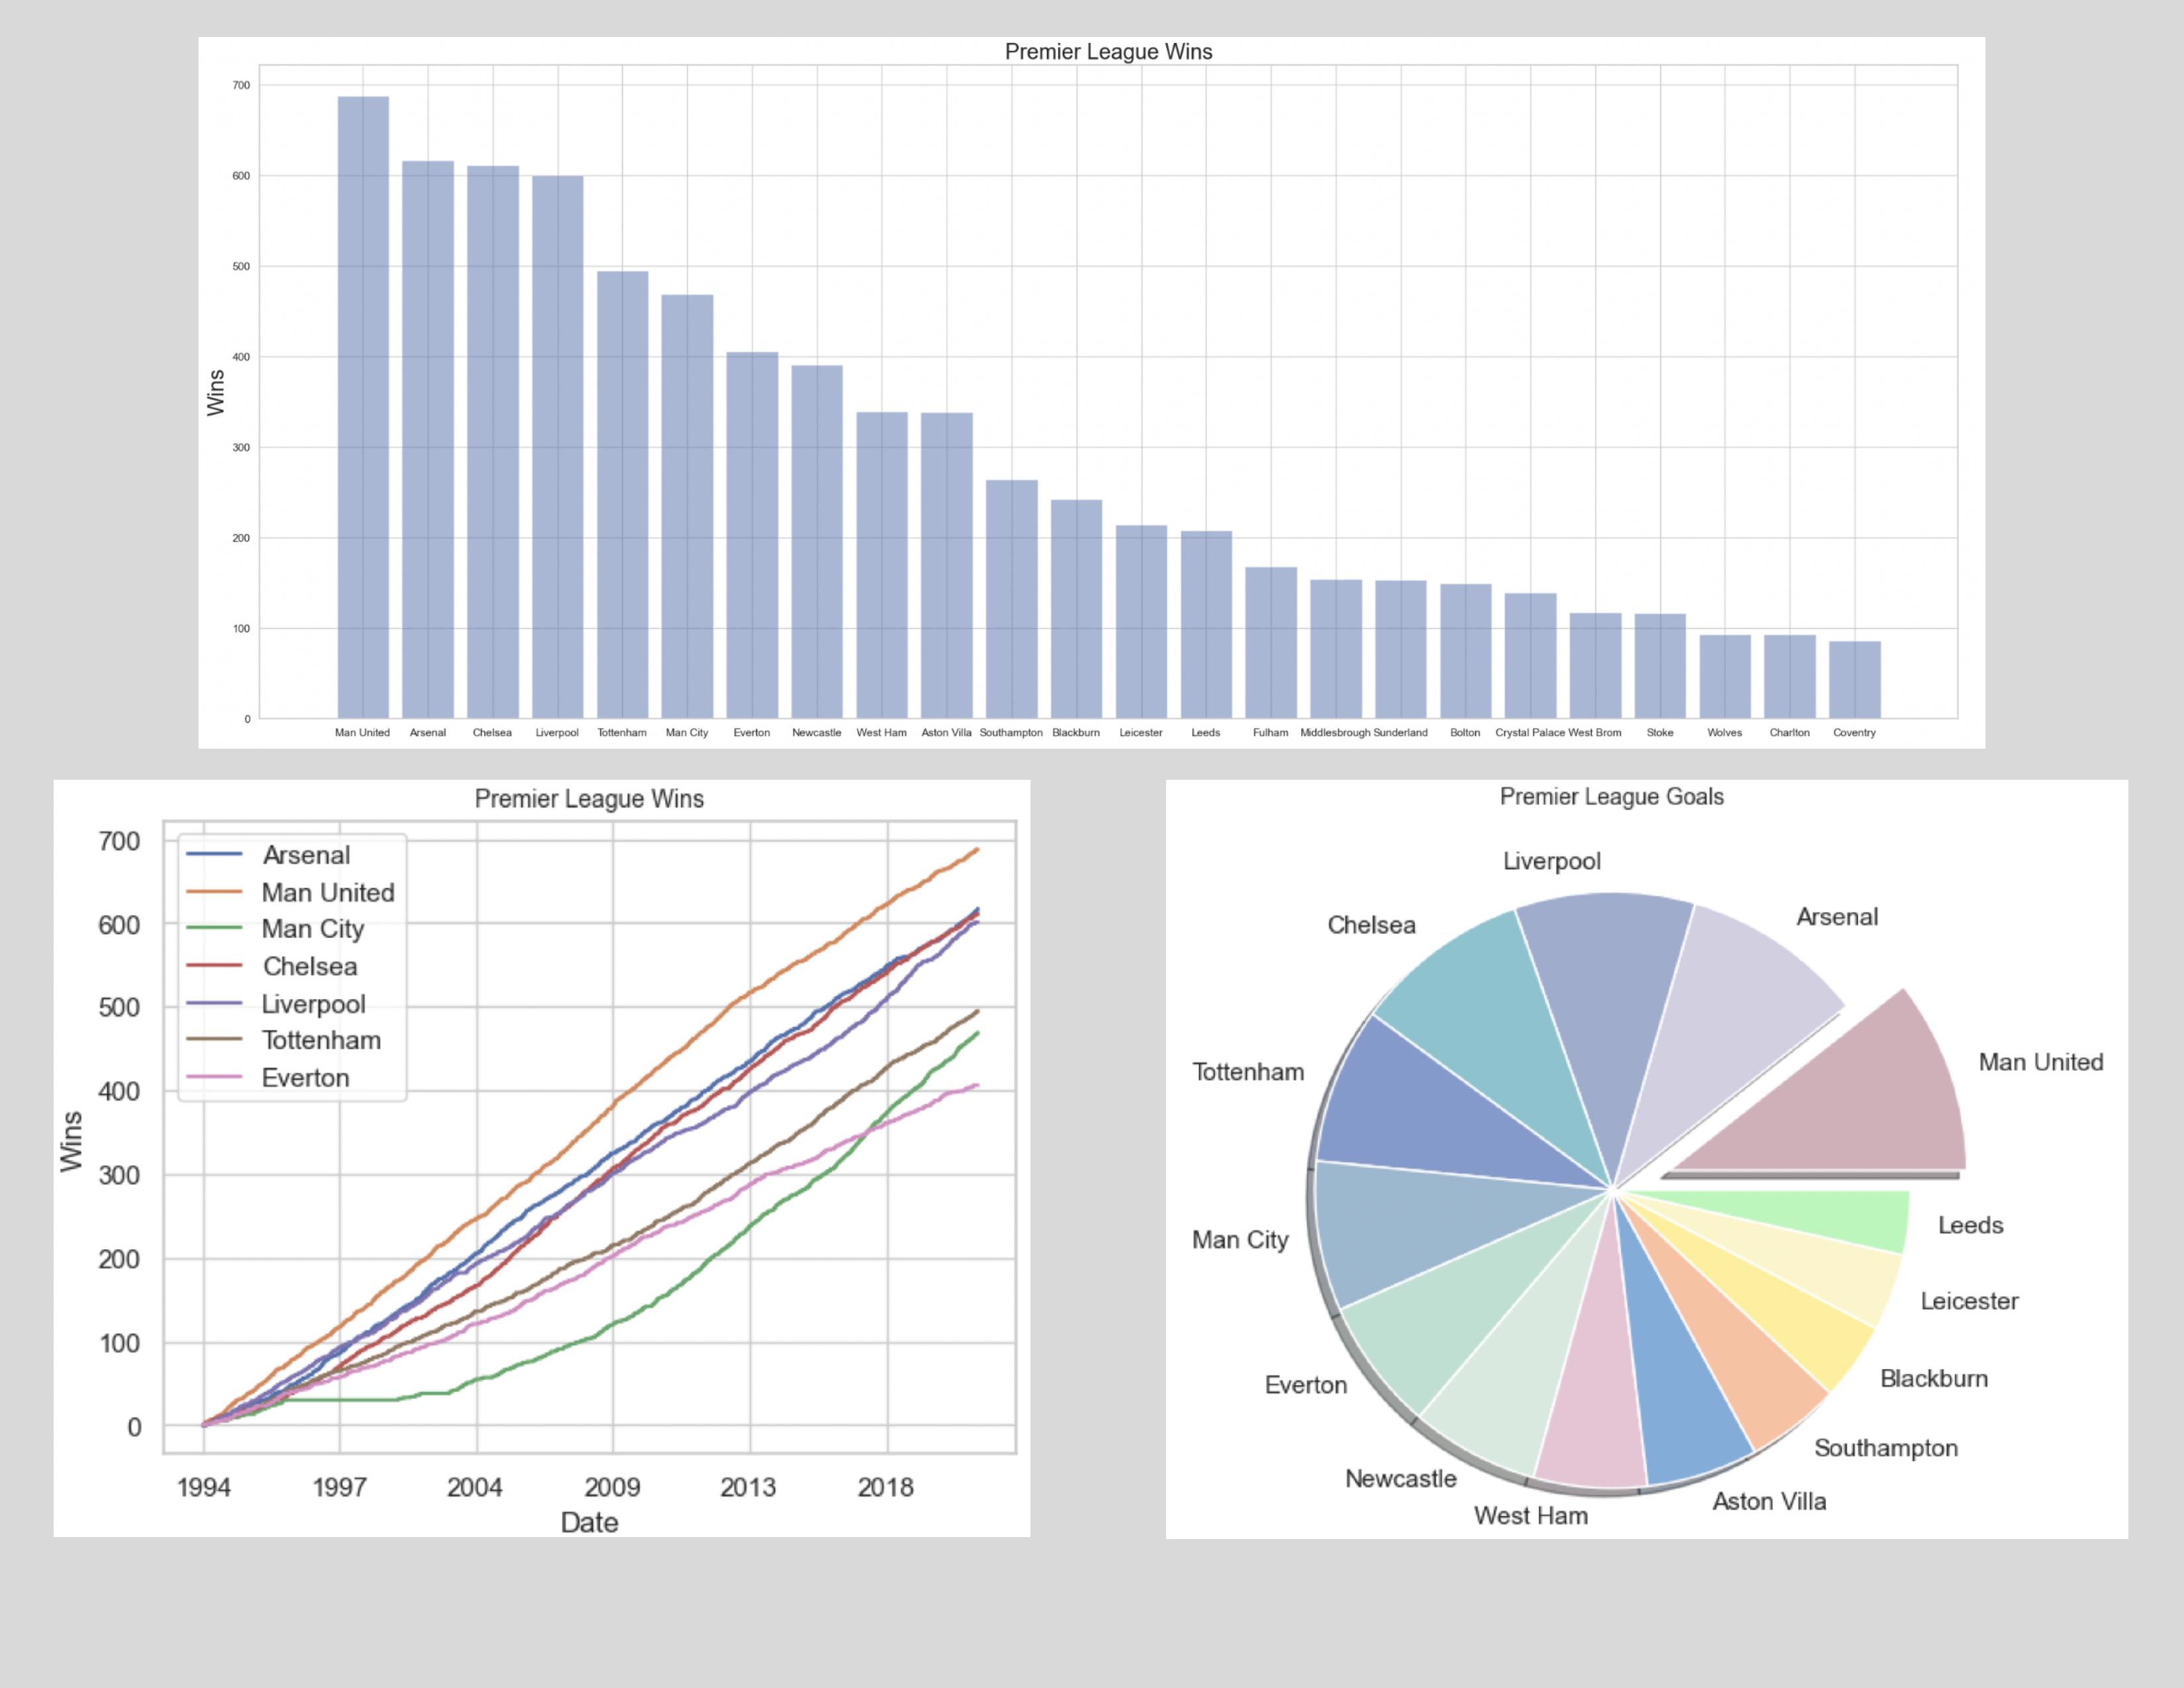 Premier League Wins
700
600
500
400
300
200
100
0
Wins
Man United Arsenal Chelsea Liverpool Tottenham Man City Everton Newcastle West Ham Aston Villa Southampton Blackburn Leicester Leeds Fulham Middlesbrough Sunderland Bolton Crystal Palace West Brom Stoke Wolves Charlton Coventry
Premier League Wins
700
600
500
400
300
200
100
0
Wins
Arsenal
Man United
Man City
Chelsea
Liverpool
Tottenham
Everton
1994 1997 2004 2009 2013 2018
Date
Premier League Goals
Liverpool
Arsenal
Chelsea
Man United
Tottenham
Man City
Leeds
Leicester
Everton
Blackburn
Southampton
Newcastle
Aston Villa
West Ham